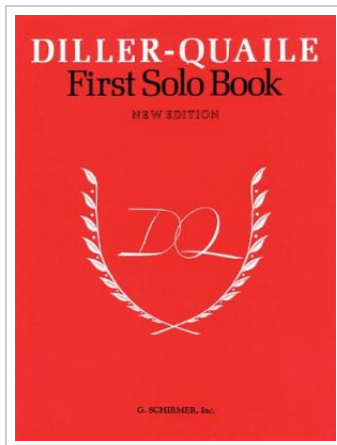 DILLER-QUAILE
First Solo Book
NEW EDITION
DQ
G. SCHIRMER, Inc.